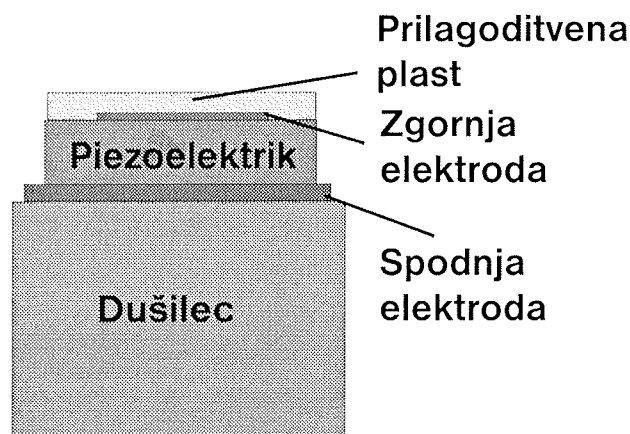 Prilagoditvena
plast
Zgornja
elektroda
Piezoelektrik
Spodnja
elektroda
Dušilec